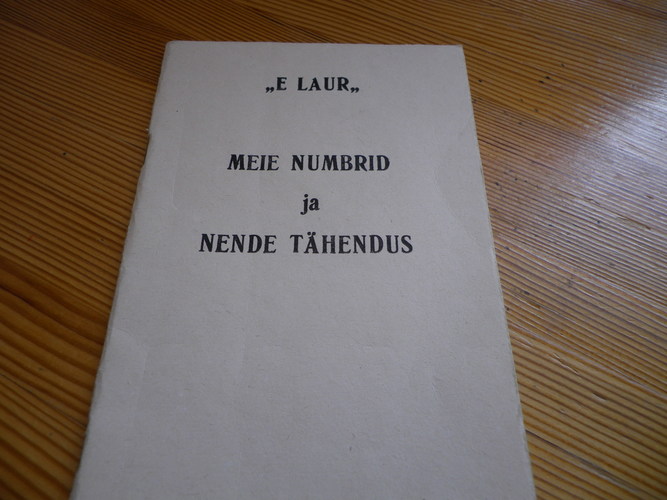 „E LAUR„
MEIE NUMBRID
ja
NENDE TÄHENDUS